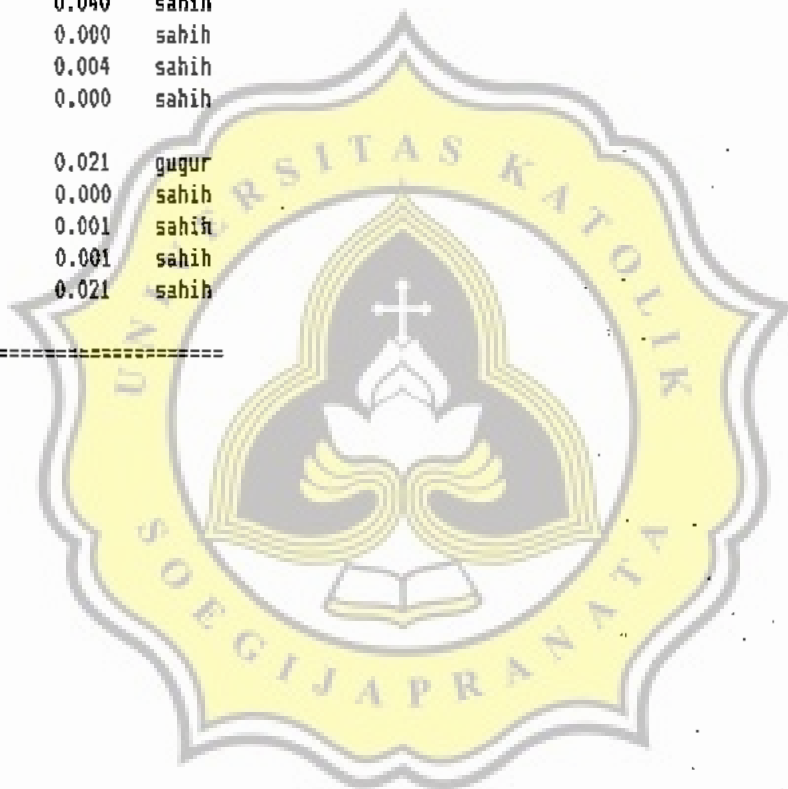 0.040 sahih
0.000 sahih
0.004 sahih
0.000 sahih
0.021 gugur
0.000 sahih
0.001 sahih
0.001 sahih
0.021 sahih
======================
UNIVERSITAS KATOLIK
SOEGIJAPRANATA